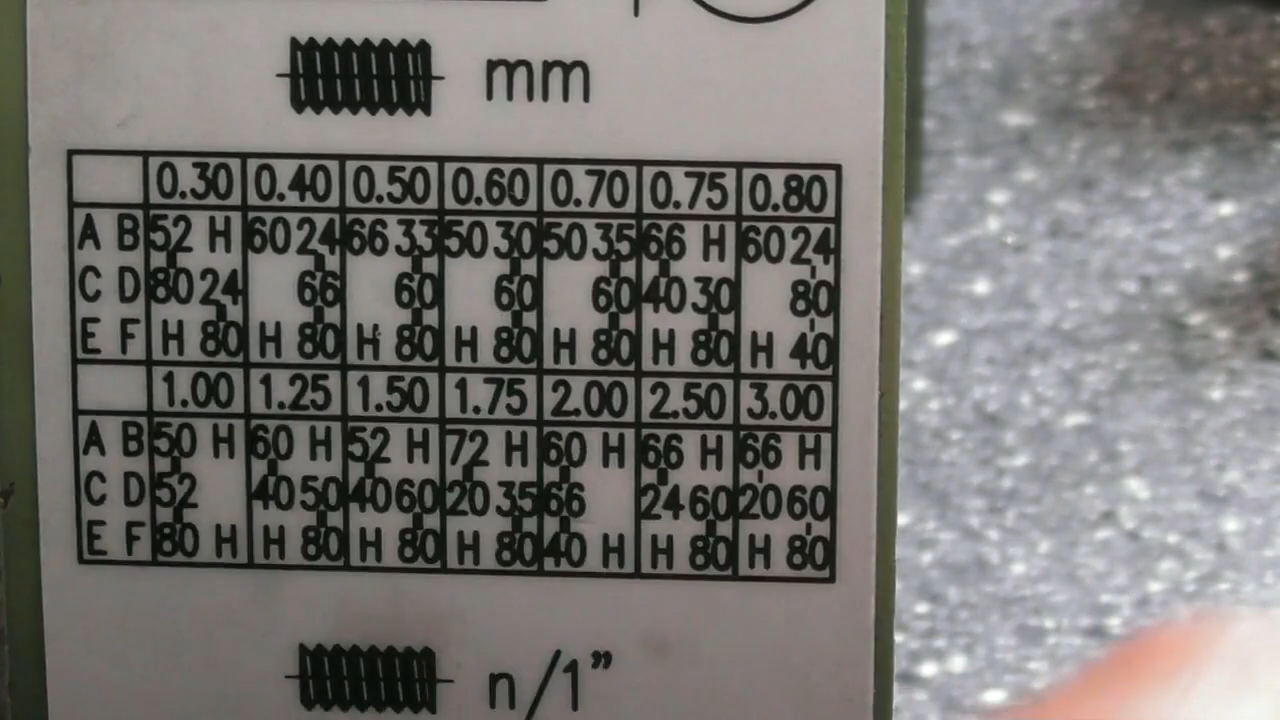 mm
0.30 0.40 0.50 0.60 0.70 0.75 0.80
A B 52 H 60 24 66 33 50 30 50 35 66 H 60 24
C D 80 24 66 60 60 60 40 30 80
E F H 80 H 80 H 80 H 80 H 80 H 80 H 40
1.00 1.25 1.50 1.75 2.00 2.50 3.00
A B 50 H 60 H 52 H 72 H 60 H 66 H 66 H
C D 52 40 50 40 60 20 35 66 24 60 20 60
E F 80 H H 80 H 80 H 80 40 H H 80 H 80
n/1”